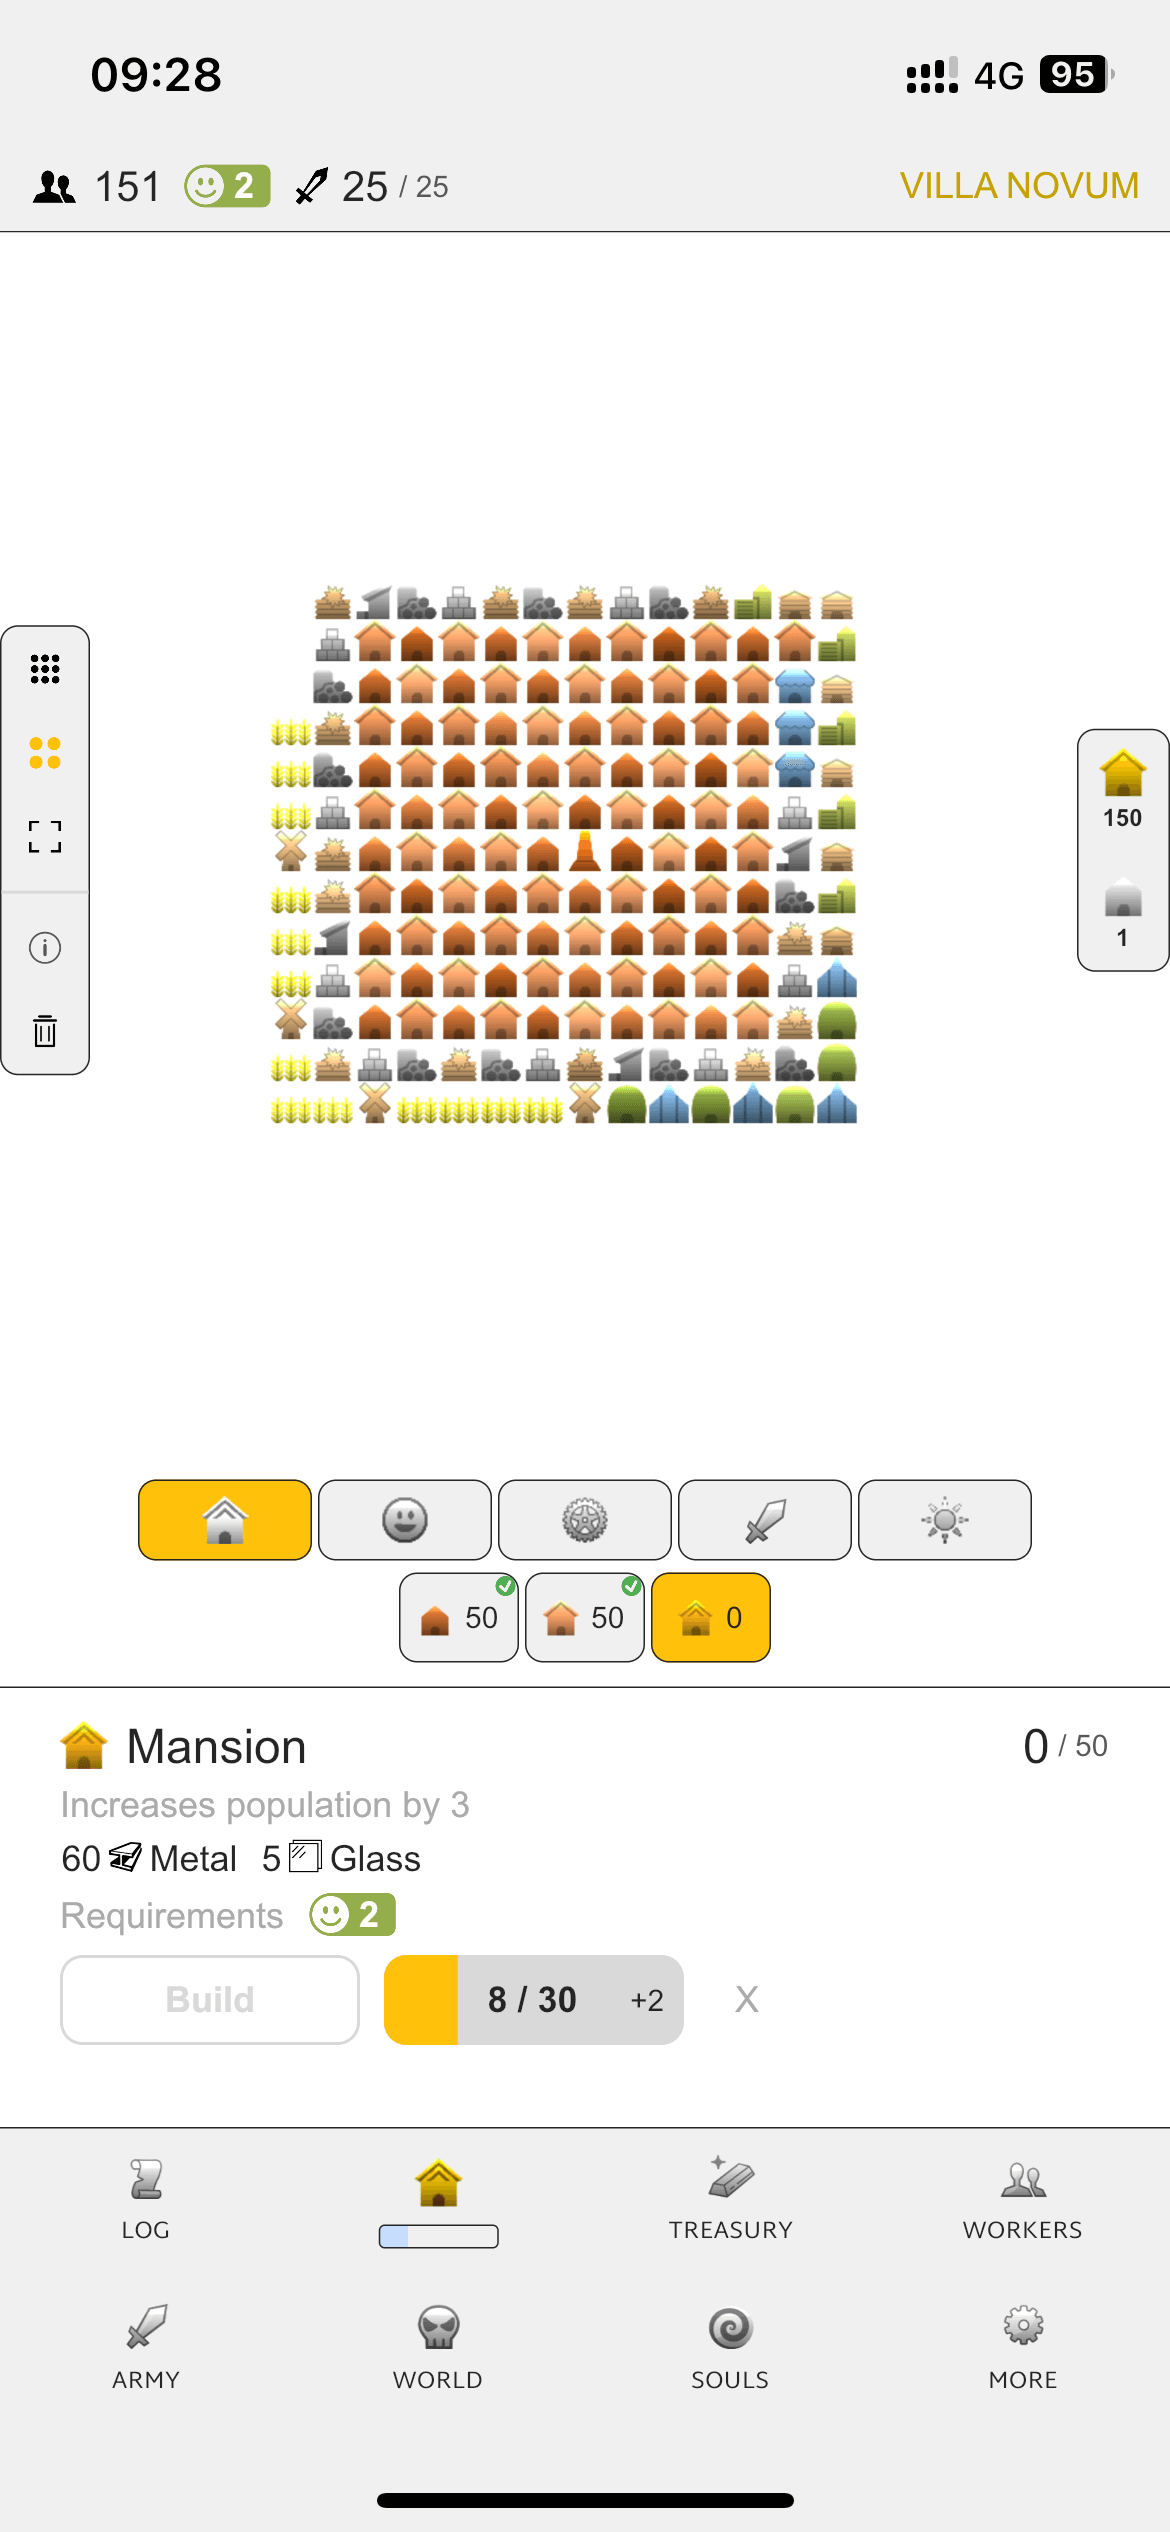 09:28
4G 95
151 2 25 / 25 VILLA NOVUM
150
1
50 50 0
Mansion 0 / 50
Increases population by 3
60 Metal 5 Glass
Requirements 2
Build 8 / 30 +2 X
LOG TREASURY WORKERS
ARMY WORLD SOULS MORE